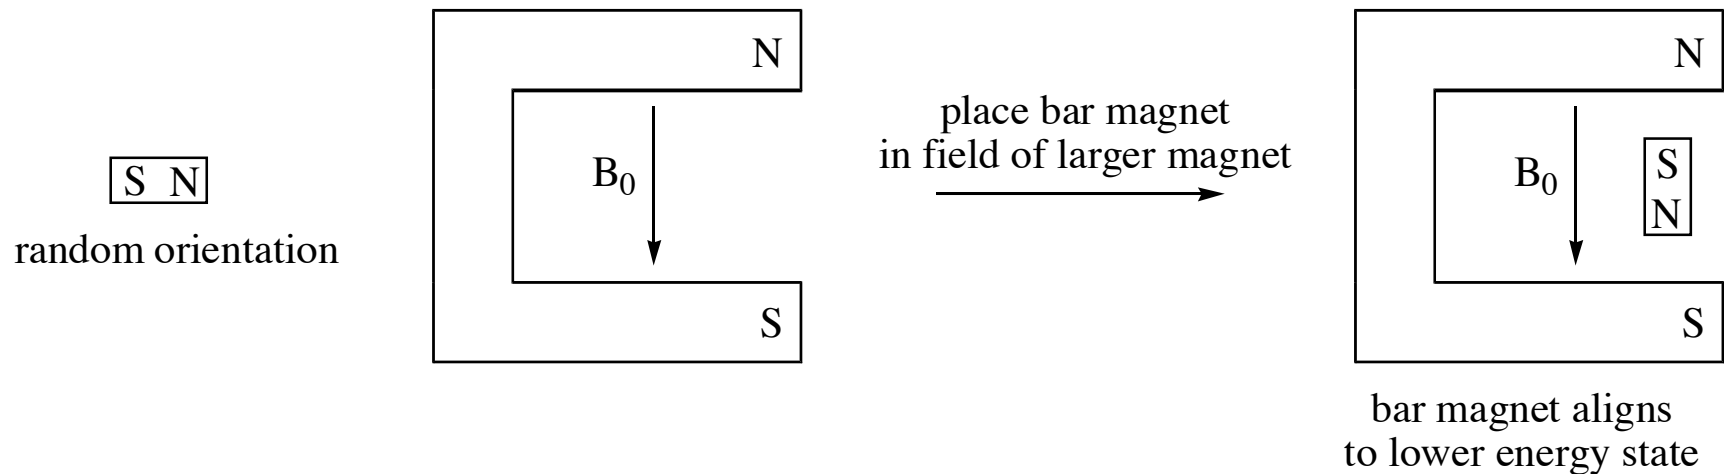 S N
random orientation
N
B₀
S
place bar magnet
in field of larger magnet
N
B₀
S
N
S
bar magnet aligns
to lower energy state